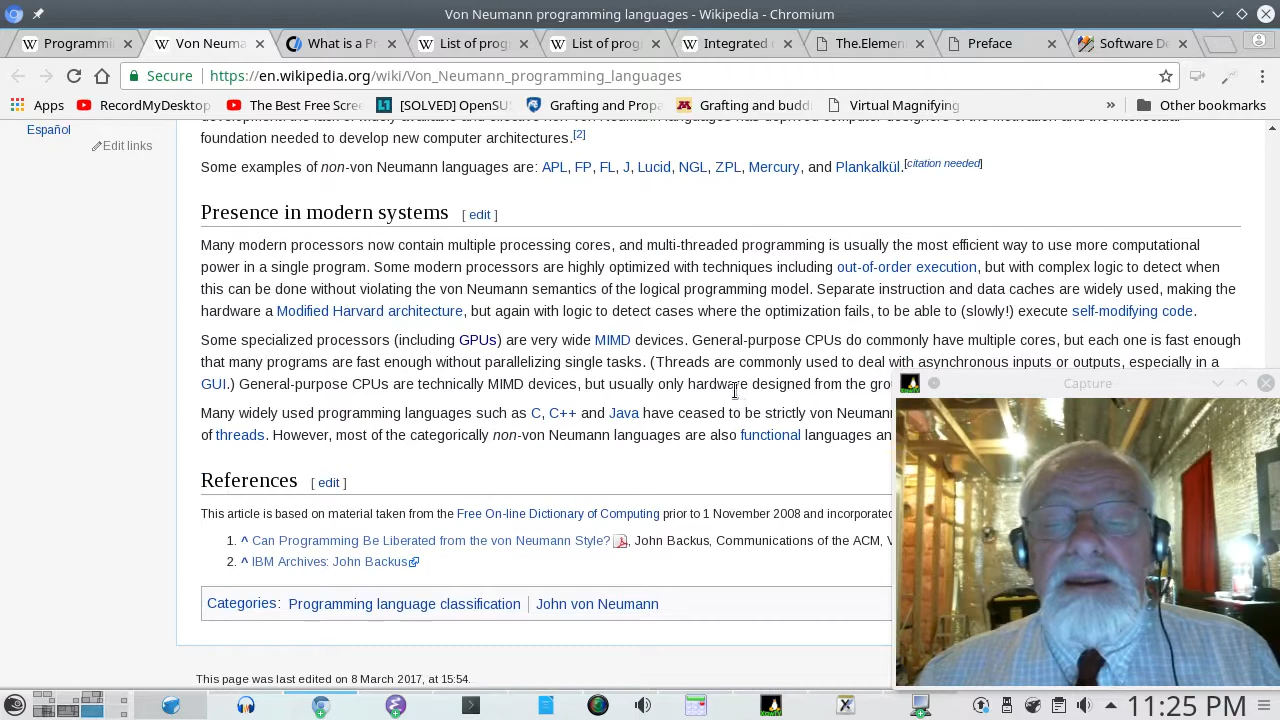 Von Neumann programming languages - Wikipedia - Chromium
Programmi
Von Neuma
What is a P
List of prog
List of prog
Integrated
The.Elemen
Preface
Software De
Secure https://en.wikipedia.org/wiki/Von_Neumann_programming_languages
Apps
RecordMyDesktop
The Best Free Scre
[SOLVED] OpenSUS
Grafting and Propa
Grafting and buddi
Virtual Magnifying
»
Other bookmarks
Español
Edit links
foundation needed to develop new computer architectures.[2]
Some examples of non-von Neumann languages are: APL, FP, FL, J, Lucid, NGL, ZPL, Mercury, and Plankalkül.[citation needed]
Presence in modern systems [ edit ]
Many modern processors now contain multiple processing cores, and multi-threaded programming is usually the most efficient way to use more computational
power in a single program. Some modern processors are highly optimized with techniques including out-of-order execution, but with complex logic to detect when
this can be done without violating the von Neumann semantics of the logical programming model. Separate instruction and data caches are widely used, making the
hardware a Modified Harvard architecture, but again with logic to detect cases where the optimization fails, to be able to (slowly!) execute self-modifying code.
Some specialized processors (including GPUs) are very wide MIMD devices. General-purpose CPUs do commonly have multiple cores, but each one is fast enough
that many programs are fast enough without parallelizing single tasks. (Threads are commonly used to deal with asynchronous inputs or outputs, especially in a
GUI.) General-purpose CPUs are technically MIMD devices, but usually only hardware designed from the gro
Many widely used programming languages such as C, C++ and Java have ceased to be strictly von Neumann
of threads. However, most of the categorically non-von Neumann languages are also functional languages an
References [ edit ]
This article is based on material taken from the Free On-line Dictionary of Computing prior to 1 November 2008 and incorporated
1. ^ Can Programming Be Liberated from the von Neumann Style? , John Backus, Communications of the ACM, V
2. ^ IBM Archives: John Backus
Categories: Programming language classification | John von Neumann
This page was last edited on 8 March 2017, at 15:54.
Capture
11:25 PM